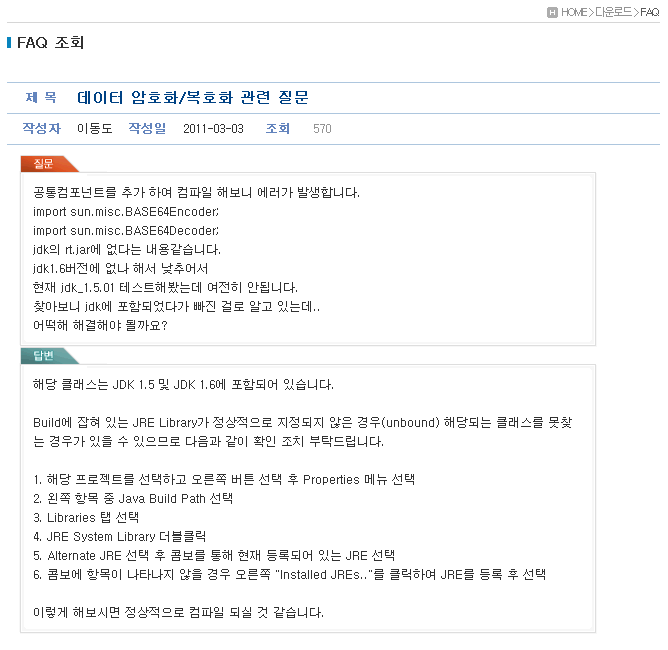 H HOME>다운로드>FAQ
FAQ 조회
제 목 데이터 암호화/복호화 관련 질문
작성자 이동도 작성일 2011-03-03 조회 570
질문
공통컴포넌트를 추가 하여 컴파일 해보니 에러가 발생합니다.
import sun.misc.BASE64Encoder;
import sun.misc.BASE64Decoder;
jdk의 rt.jar에 없다는 내용같습니다.
jdk1.6버전에 없나 해서 낮추어서
현재 jdk_1.5.01 테스트해봤는데 여전히 안됩니다.
찾아보니 jdk에 포함되었다가 빠진 걸로 알고 있는데..
어떡해 해결해야 될까요?
답변
해당 클래스는 JDK 1.5 및 JDK 1.6에 포함되어 있습니다.
Build에 잡혀 있는 JRE Library가 정상적으로 지정되지 않은 경우(unbound) 해당되는 클래스를 못찾
는 경우가 있을 수 있으므로 다음과 같이 확인 조치 부탁드립니다.
1. 해당 프로젝트를 선택하고 오른쪽 버튼 선택 후 Properties 메뉴 선택
2. 왼쪽 항목 중 Java Build Path 선택
3. Libraries 탭 선택
4. JRE System Library 더블클릭
5. Alternate JRE 선택 후 콤보를 통해 현재 등록되어 있는 JRE 선택
6. 콤보에 항목이 나타나지 않을 경우 오른쪽 "Installed JREs.."를 클릭하여 JRE를 등록 후 선택
이렇게 해보시면 정상적으로 컴파일 되실 것 같습니다.